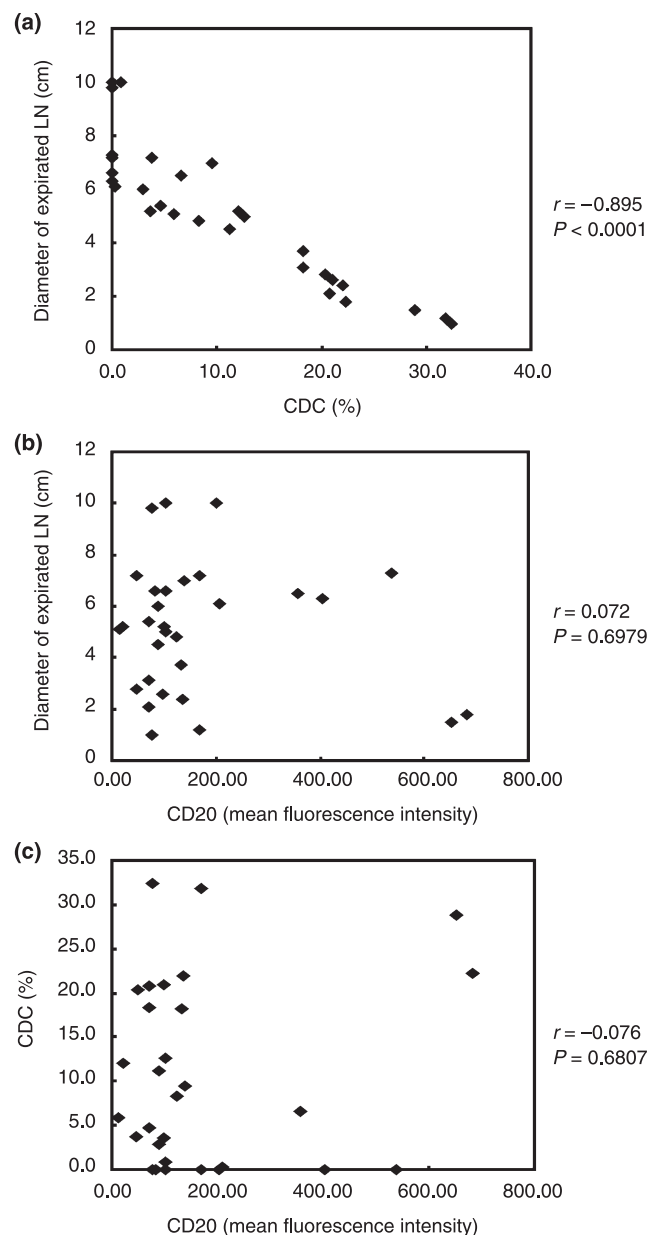 (a)
12
10
8
6
4
2
0
Diameter of expirated LN (cm)
0.0 10.0 20.0 30.0 40.0
CDC (%)
r = −0.895
P < 0.0001
(b)
12
10
8
6
4
2
0
Diameter of expirated LN (cm)
0.00 200.00 400.00 600.00 800.00
CD20 (mean fluorescence intensity)
r = 0.072
P = 0.6979
(c)
35.0
30.0
25.0
20.0
15.0
10.0
5.0
0.0
CDC (%)
0.00 200.00 400.00 600.00 800.00
CD20 (mean fluorescence intensity)
r = −0.076
P = 0.6807